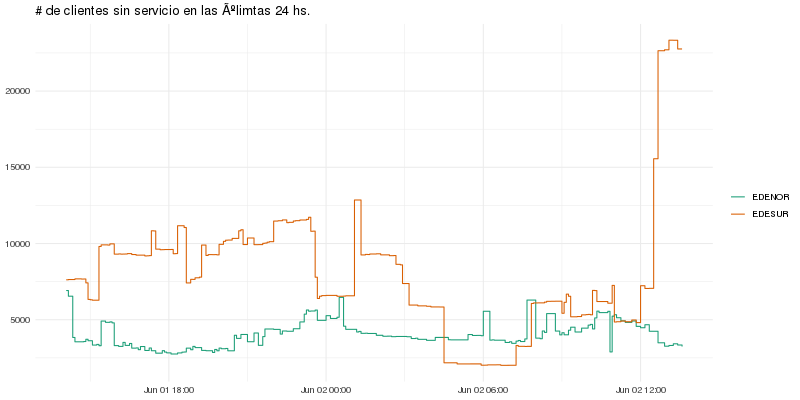 # de clientes sin servicio en las Ãºlimtas 24 hs.
20000
15000
10000
5000
Jun 01 18:00
Jun 02 00:00
Jun 02 06:00
Jun 02 12:00
EDENOR
EDESUR